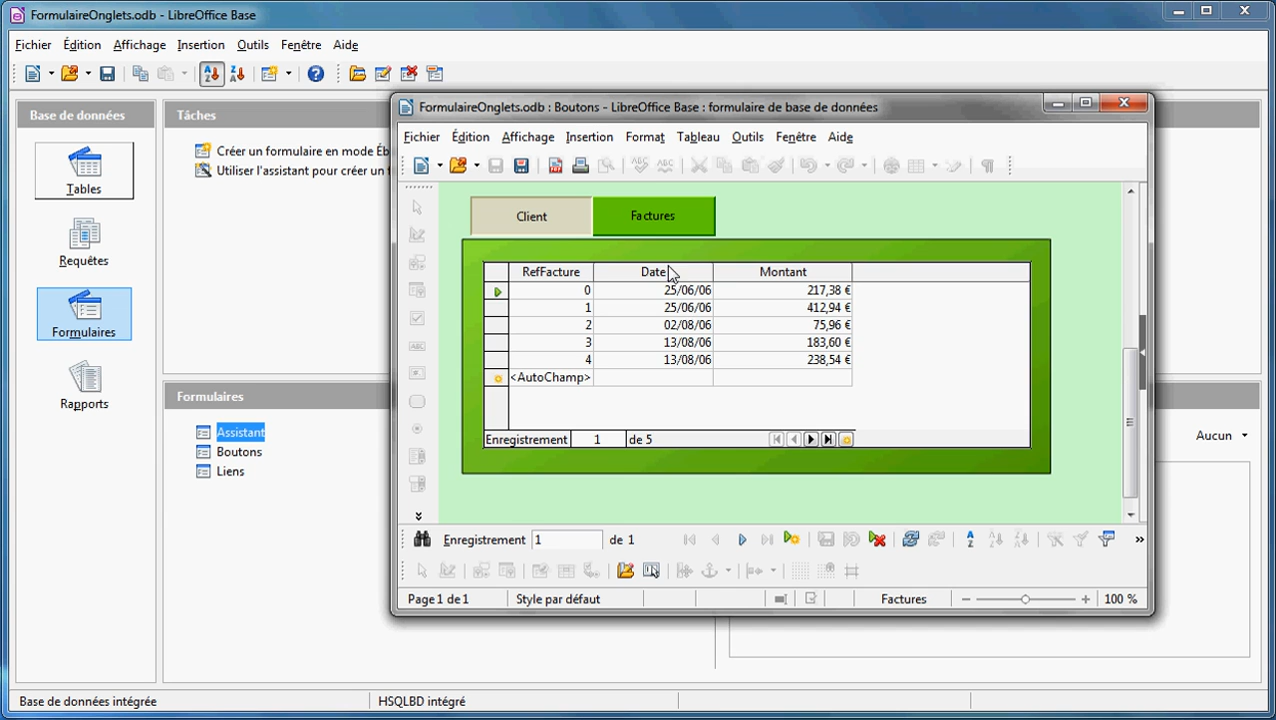 FormulaireOnglets.odb - LibreOffice Base
Fichier Édition Affichage Insertion Outils Fenêtre Aide
Base de données
Tables
Requêtes
Formulaires
Rapports
Tâches
Créer un formulaire en mode Éb
Utiliser l'assistant pour créer un f
Formulaires
Assistant
Boutons
Liens
Aucun
FormulaireOnglets.odb : Boutons - LibreOffice Base : formulaire de base de données
Fichier Édition Affichage Insertion Format Tableau Outils Fenêtre Aide
Client Factures
RefFacture Date Montant
0 25/06/06 217,38 €
1 25/06/06 412,94 €
2 02/08/06 75,96 €
3 13/08/06 183,60 €
4 13/08/06 238,54 €
<AutoChamp>
Enregistrement 1 de 5
Enregistrement 1 de 1
Page 1 de 1 Style par défaut Factures 100 %
Base de données intégrée HSQLBD intégré